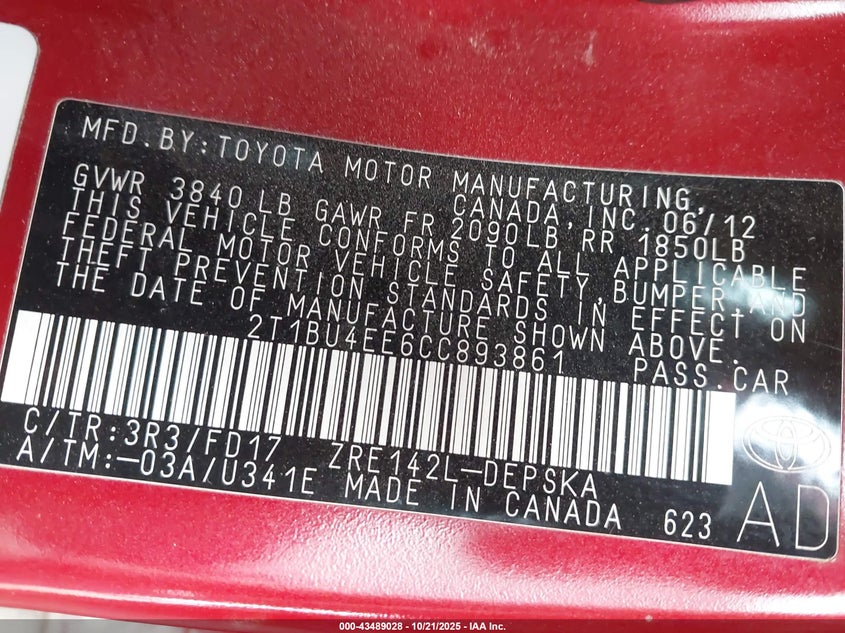 MFD.BY:TOYOTA MOTOR MANUFACTURING,
CANADA, INC. 06/12
GVWR 3840 LB GAWR FR 2090LB RR 1850LB
THIS VEHICLE CONFORMS TO ALL APPLICABLE
FEDERAL MOTOR VEHICLE SAFETY,BUMPER,AND
THEFT PREVENTION STANDARDS IN EFFECT ON
THE DATE OF MANUFACTURE SHOWN ABOVE.
2T1BU4EE6CC893861 PASS.CAR
C/TR:3R3/FD17 ZRE142L-DEPSKA
A/TM:-03A/U341E MADE IN CANADA 623 AD
000-43489028 - 10/21/2025 - IAA Inc.